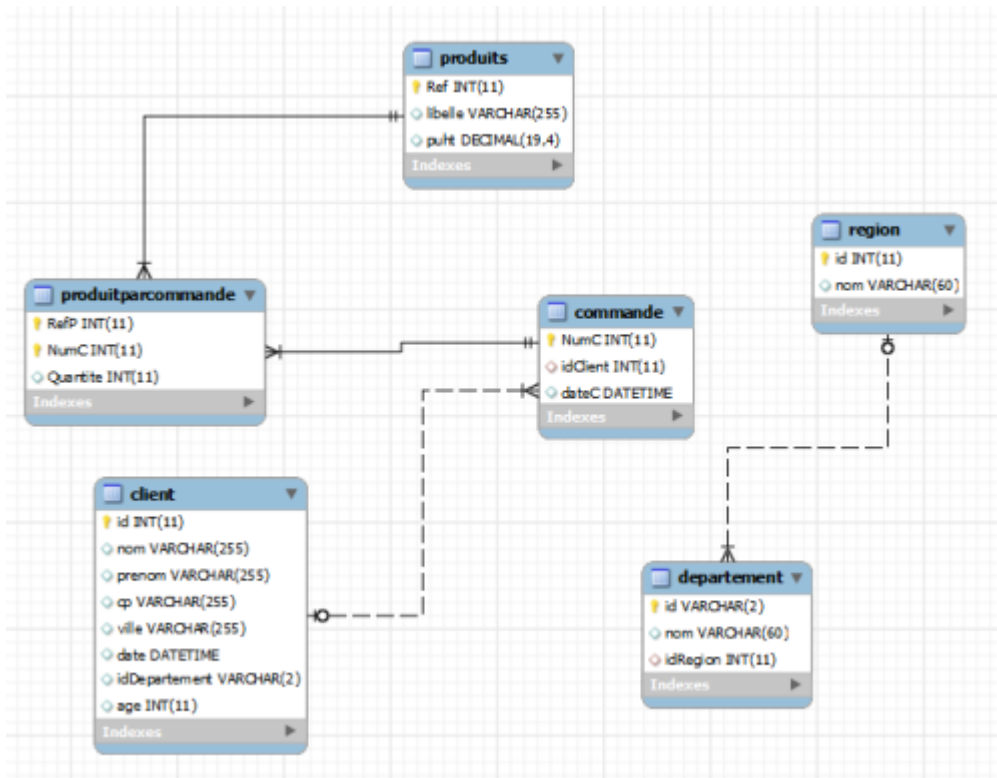 produits
Ref INT(11)
libelle VARCHAR(255)
puht DECIMAL(19,4)
Indexes
region
id INT(11)
nom VARCHAR(60)
Indexes
produitparcommande
RefP INT(11)
NumC INT(11)
Quantite INT(11)
Indexes
commande
NumC INT(11)
idClient INT(11)
dateC DATETIME
Indexes
client
id INT(11)
nom VARCHAR(255)
prenom VARCHAR(255)
cp VARCHAR(255)
ville VARCHAR(255)
date DATETIME
idDepartement VARCHAR(2)
age INT(11)
Indexes
departement
id VARCHAR(2)
nom VARCHAR(60)
idRegion INT(11)
Indexes